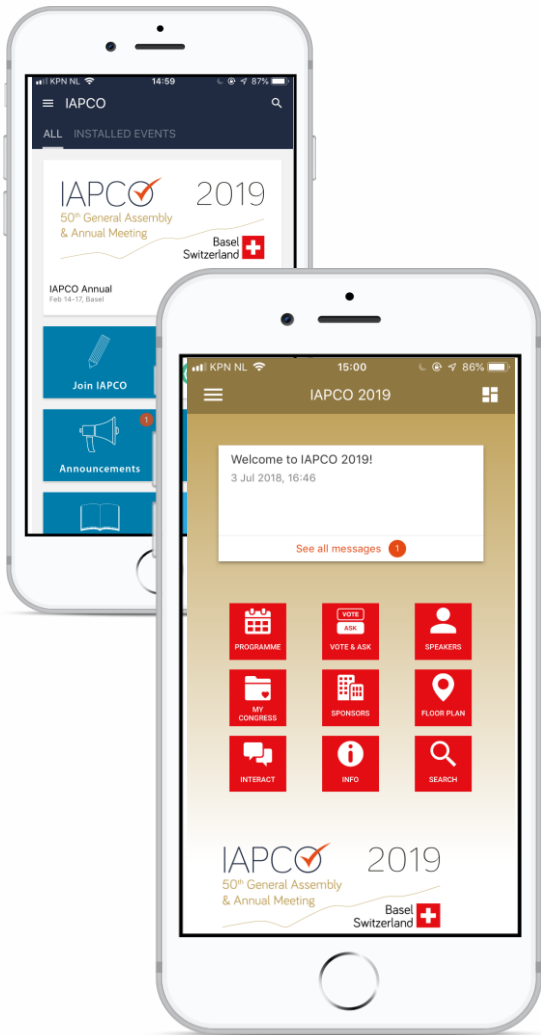 KPN NL 14:59 87%
IAPCO
ALL INSTALLED EVENTS
IAPCO 2019
50th General Assembly
& Annual Meeting
Basel
Switzerland
IAPCO Annual
Feb 14-17, Basel
Join IAPCO
1
Announcements
KPN NL 15:00 86%
IAPCO 2019
Welcome to IAPCO 2019!
3 Jul 2018, 16:46
See all messages 1
VOTE
ASK
PROGRAMME VOTE & ASK SPEAKERS
MY
CONGRESS SPONSORS FLOOR PLAN
INTERACT INFO SEARCH
IAPCO 2019
50th General Assembly
& Annual Meeting
Basel
Switzerland